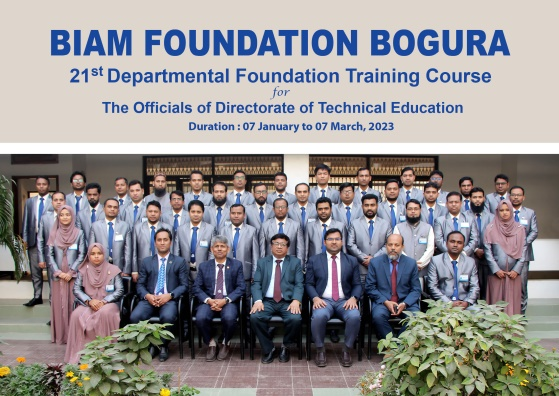 BIAM FOUNDATION BOGURA
21st Departmental Foundation Training Course
for
The Officials of Directorate of Technical Education
Duration : 07 January to 07 March, 2023